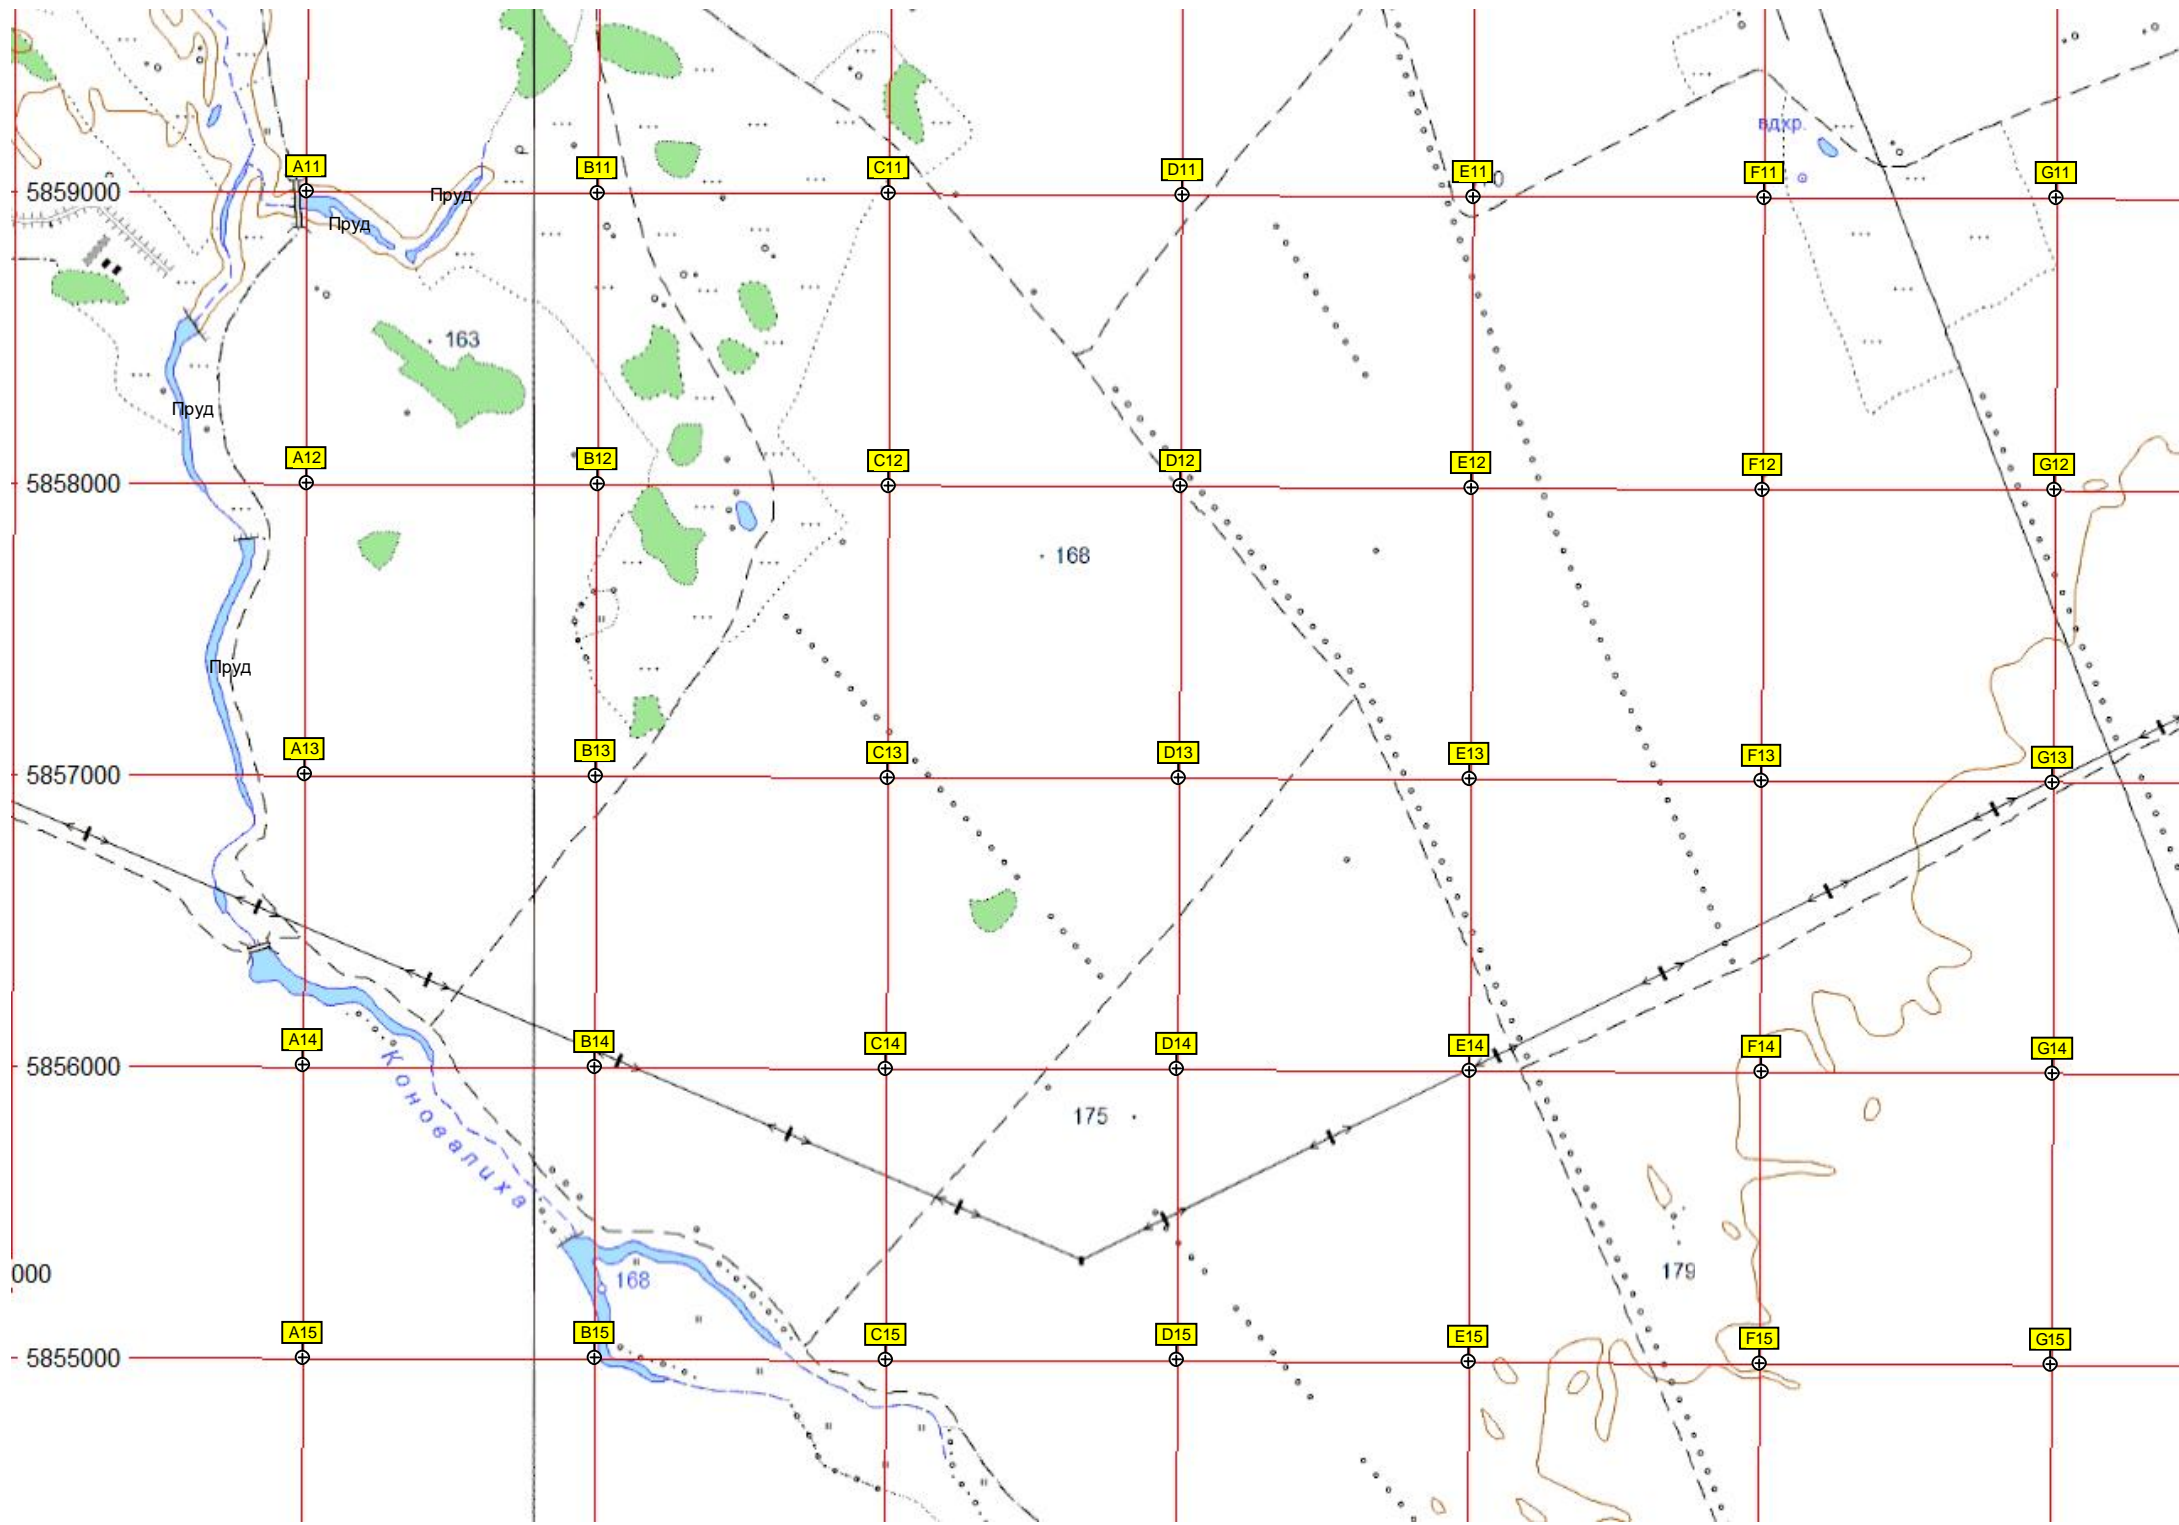 вдхр.
A11
B11
C11
D11
E11
F11
G11
5859000
Пруд
Пруд
163
Пруд
A12
B12
C12
D12
E12
F12
G12
5858000
168
Пруд
A13
B13
C13
D13
E13
F13
G13
5857000
A14
B14
C14
D14
E14
F14
G14
5856000
Коновалиха
175
000
168
179
A15
B15
C15
D15
E15
F15
G15
5855000